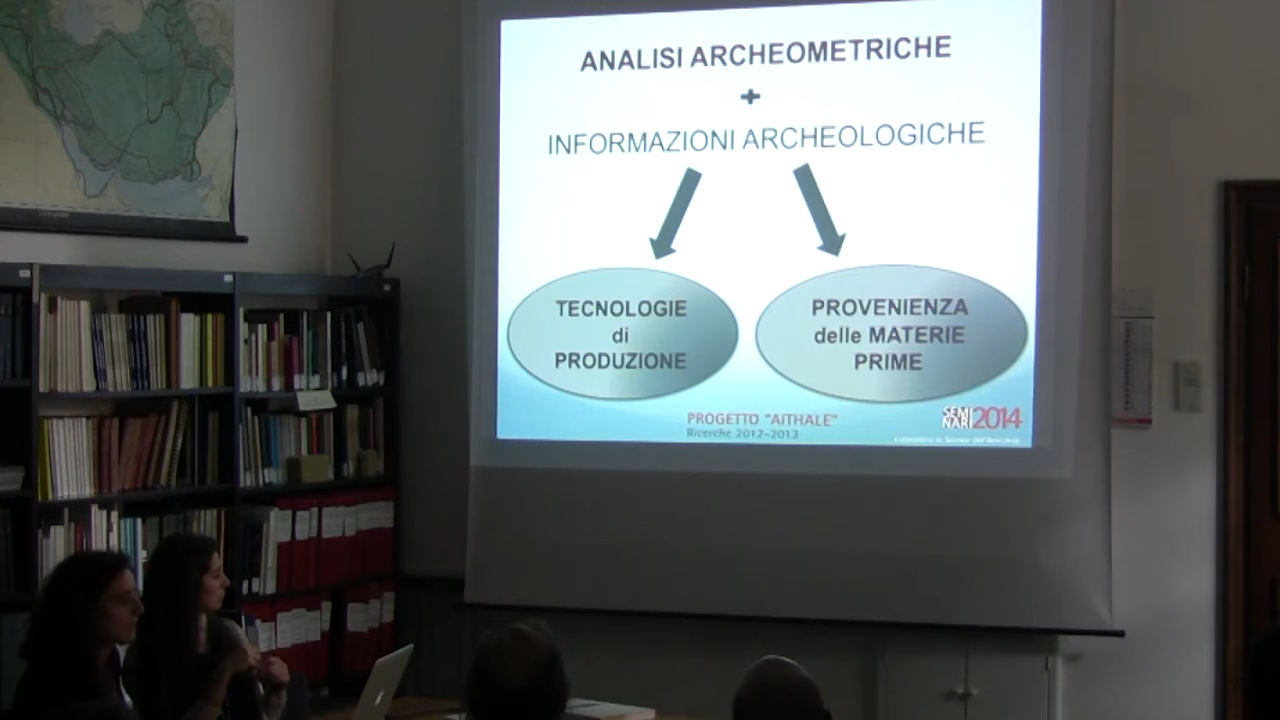 ANALISI ARCHEOMETRICHE
+
INFORMAZIONI ARCHEOLOGICHE
TECNOLOGIE
di
PRODUZIONE
PROVENIENZA
delle MATERIE
PRIME
PROGETTO "AITHALE"
Ricerche 2012-2013
SEMI
NARI 2014